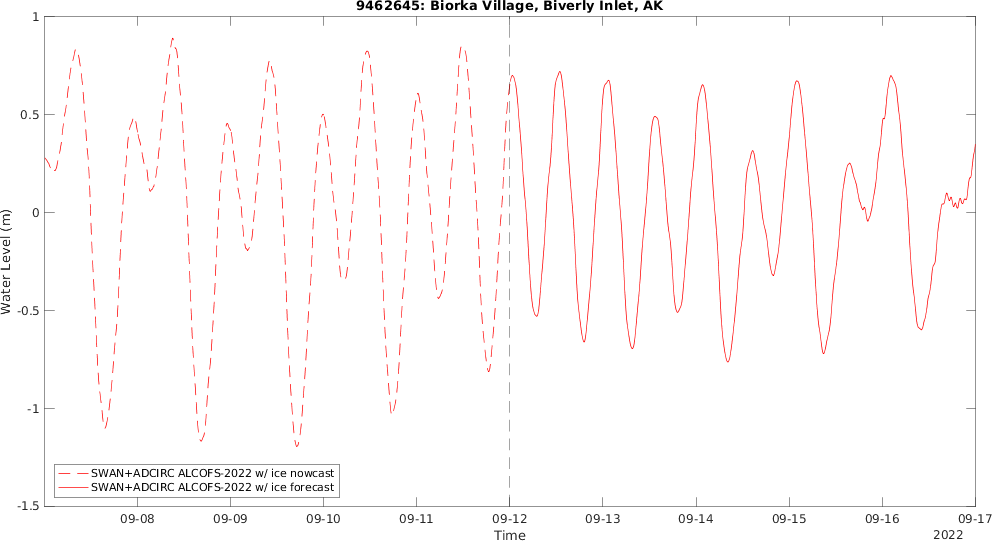 9462645: Biorka Village, Biverly Inlet, AK
Water Level (m)
1
0.5
0
-0.5
-1
-1.5
SWAN+ADCIRC ALCOFS-2022 w/ ice nowcast
SWAN+ADCIRC ALCOFS-2022 w/ ice forecast
09-08 09-09 09-10 09-11 09-12 09-13 09-14 09-15 09-16 09-17
Time
2022